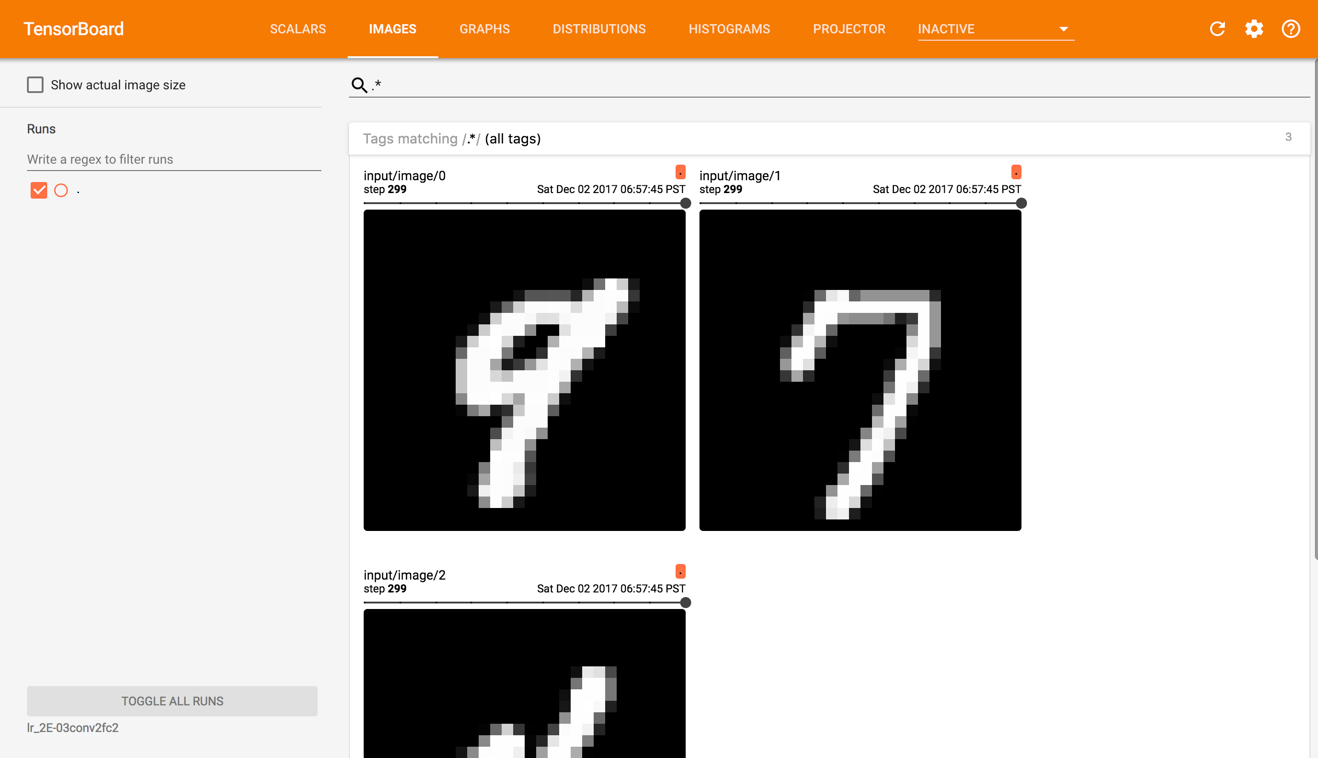 TensorBoard SCALARS IMAGES GRAPHS DISTRIBUTIONS HISTOGRAMS PROJECTOR INACTIVE
Show actual image size
.*
Runs
Tags matching /.*/ (all tags) 3
Write a regex to filter runs
.
input/image/0 .
step 299 Sat Dec 02 2017 06:57:45 PST
input/image/1 .
step 299 Sat Dec 02 2017 06:57:45 PST
9
7
input/image/2 .
step 299 Sat Dec 02 2017 06:57:45 PST
TOGGLE ALL RUNS
lr_2E-03conv2fc2